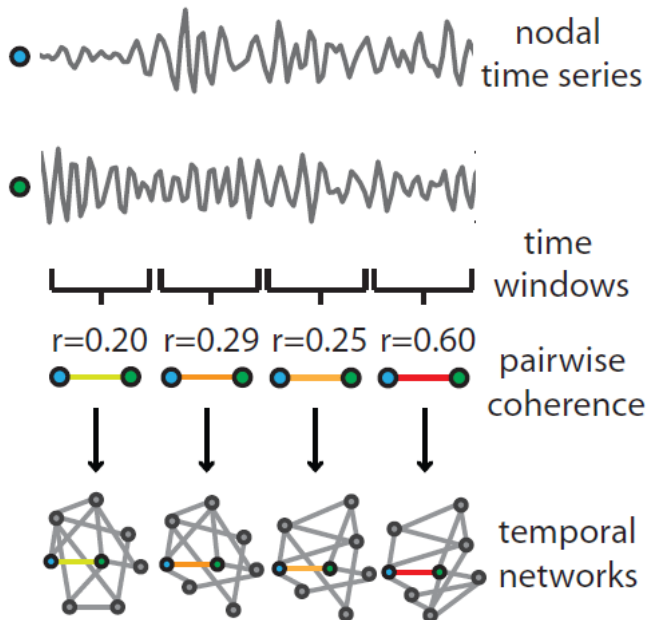 nodal
time series
time
windows
r=0.20 r=0.29 r=0.25 r=0.60
pairwise
coherence
temporal
networks